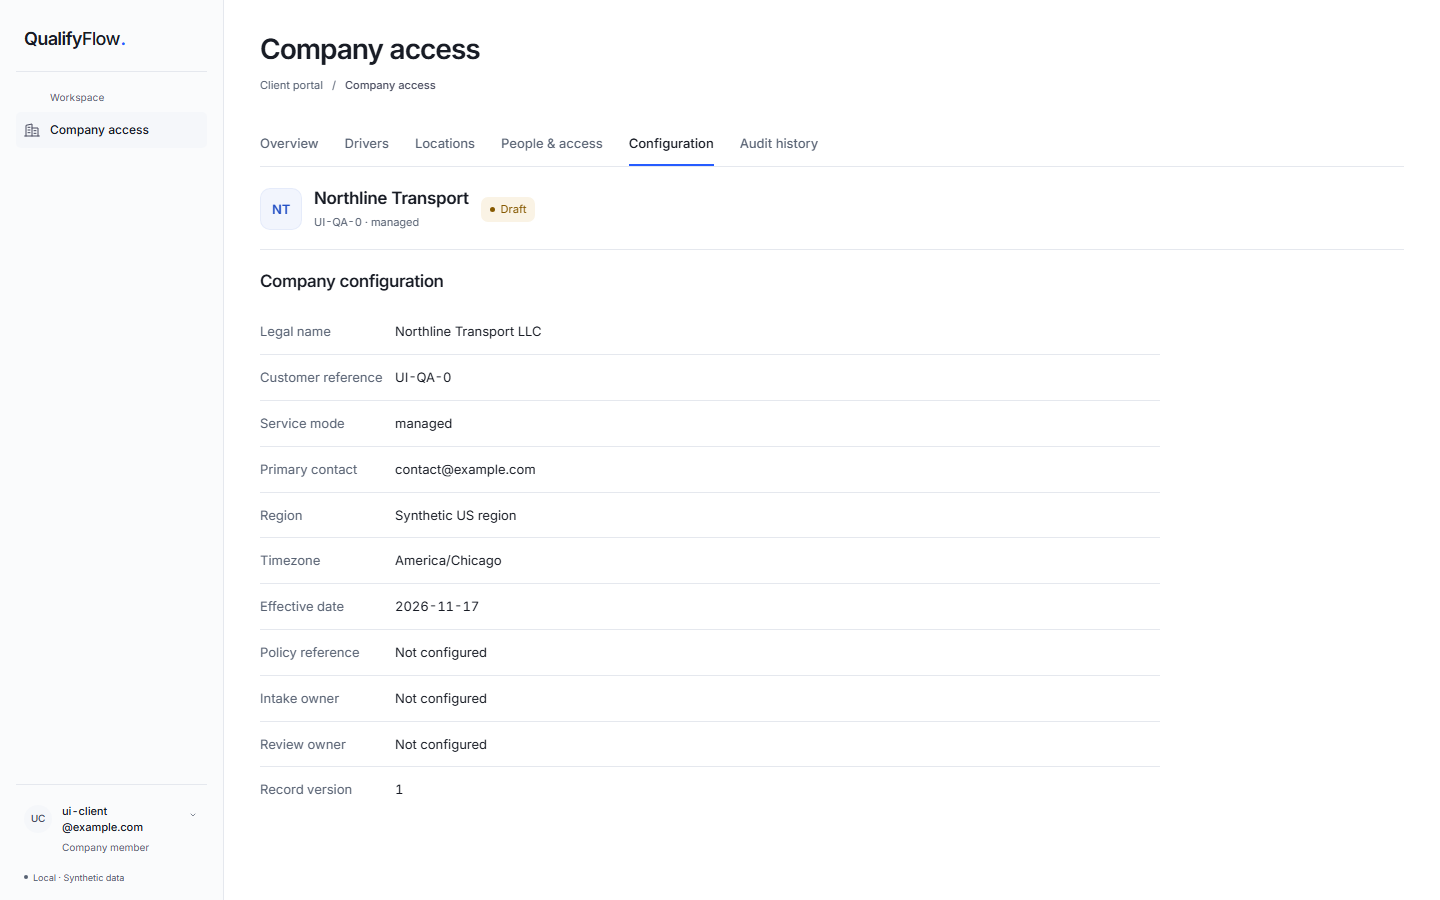 QualifyFlow.
Workspace
Company access
Company access
Client portal / Company access
Overview Drivers Locations People & access Configuration Audit history
NT Northline Transport Draft
UI-QA-0 · managed
Company configuration
Legal name Northline Transport LLC
Customer reference UI-QA-0
Service mode managed
Primary contact contact@example.com
Region Synthetic US region
Timezone America/Chicago
Effective date 2026-11-17
Policy reference Not configured
Intake owner Not configured
Review owner Not configured
Record version 1
UC ui-client
@example.com
Company member
Local · Synthetic data